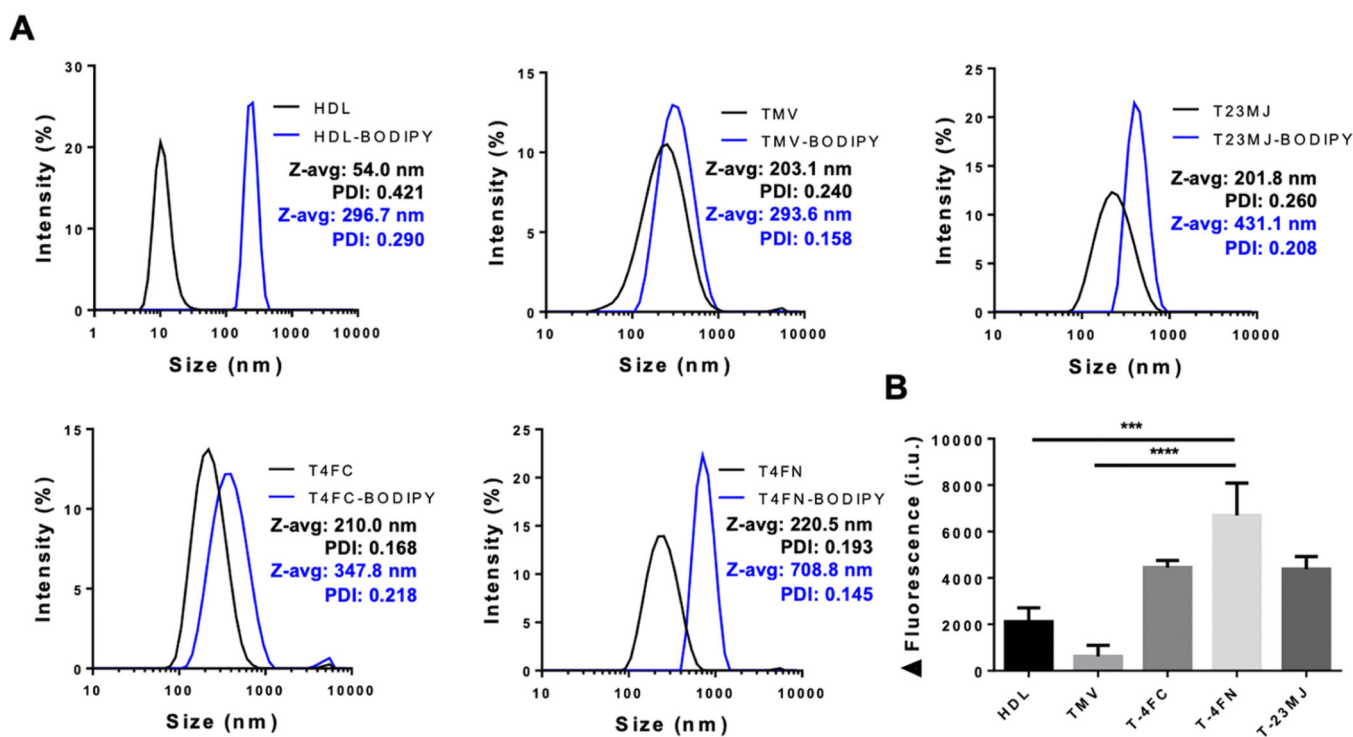 A
Intensity (%)
30
20
10
0
1
10
100
1000
10000
Size (nm)
HDL
HDL-BODIPY
Z-avg: 54.0 nm
PDI: 0.421
Z-avg: 296.7 nm
PDI: 0.290
Intensity (%)
15
10
5
0
10
100
1000
10000
Size (nm)
TMV
TMV-BODIPY
Z-avg: 203.1 nm
PDI: 0.240
Z-avg: 293.6 nm
PDI: 0.158
Intensity (%)
25
20
15
10
5
0
10
100
1000
10000
Size (nm)
T23MJ
T23MJ-BODIPY
Z-avg: 201.8 nm
PDI: 0.260
Z-avg: 431.1 nm
PDI: 0.208
Intensity (%)
15
10
5
0
10
100
1000
10000
Size (nm)
T4FC
T4FC-BODIPY
Z-avg: 210.0 nm
PDI: 0.168
Z-avg: 347.8 nm
PDI: 0.218
Intensity (%)
25
20
15
10
5
0
10
100
1000
10000
Size (nm)
T4FN
T4FN-BODIPY
Z-avg: 220.5 nm
PDI: 0.193
Z-avg: 708.8 nm
PDI: 0.145
B
▲ Fluorescence (i.u.)
10000
8000
6000
4000
2000
0
***
****
HDL
TMV
T-4FC
T-4FN
T-23MJ